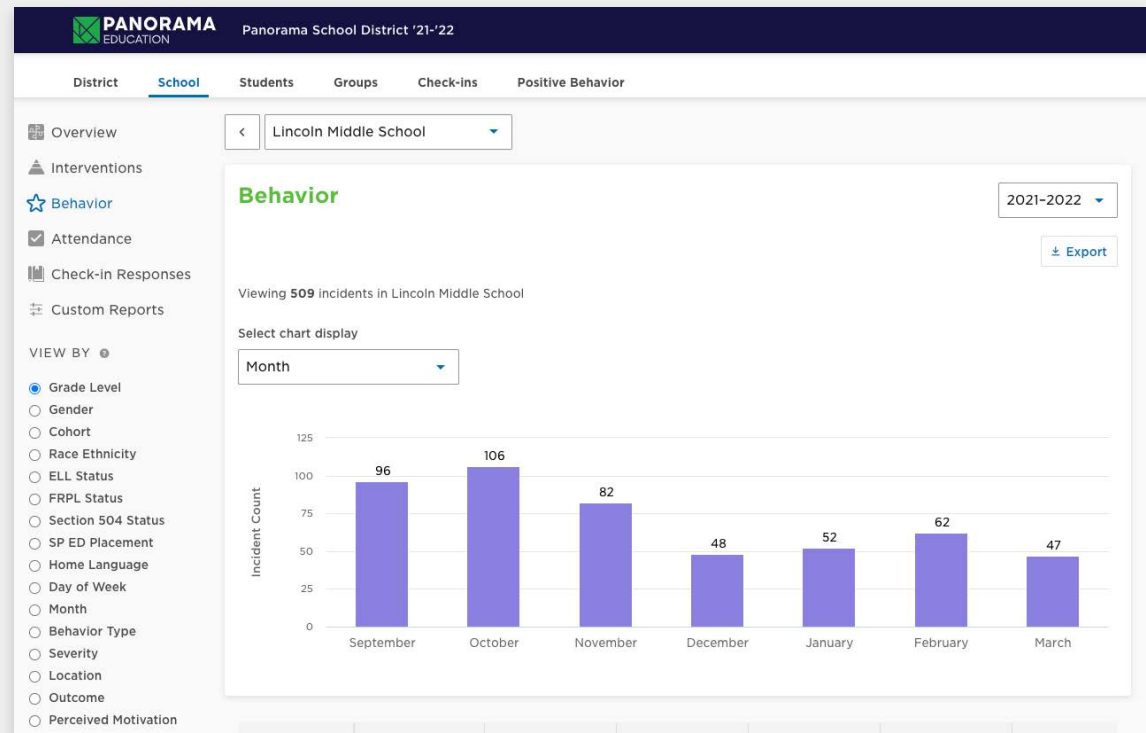 PANORAMA
EDUCATION
Panorama School District '21-'22
District School Students Groups Check-ins Positive Behavior
Overview
Interventions
Behavior
Attendance
Check-in Responses
Custom Reports
VIEW BY
Grade Level
Gender
Cohort
Race Ethnicity
ELL Status
FRPL Status
Section 504 Status
SP ED Placement
Home Language
Day of Week
Month
Behavior Type
Severity
Location
Outcome
Perceived Motivation
Lincoln Middle School
Behavior
2021-2022
Export
Viewing 509 incidents in Lincoln Middle School
Select chart display
Month
Incident Count
125
100
75
50
25
0
96
106
82
48
52
62
47
September October November December January February March